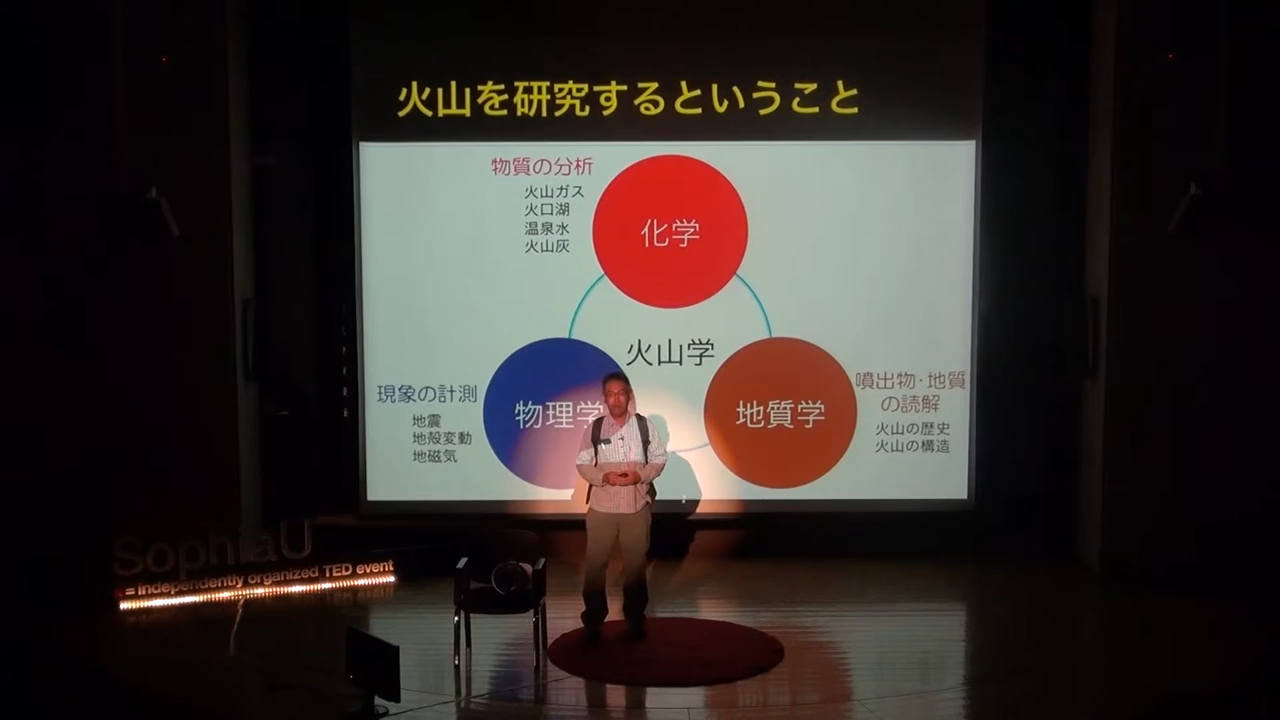 火山を研究するということ
物質の分析
火山ガス
火口湖
温泉水
火山灰
化学
火山学
現象の計測
地震
地殻変動
地磁気
物理学
地質学
噴出物・地質
の読解
火山の歴史
火山の構造
SophiaU
= independently organized TED event